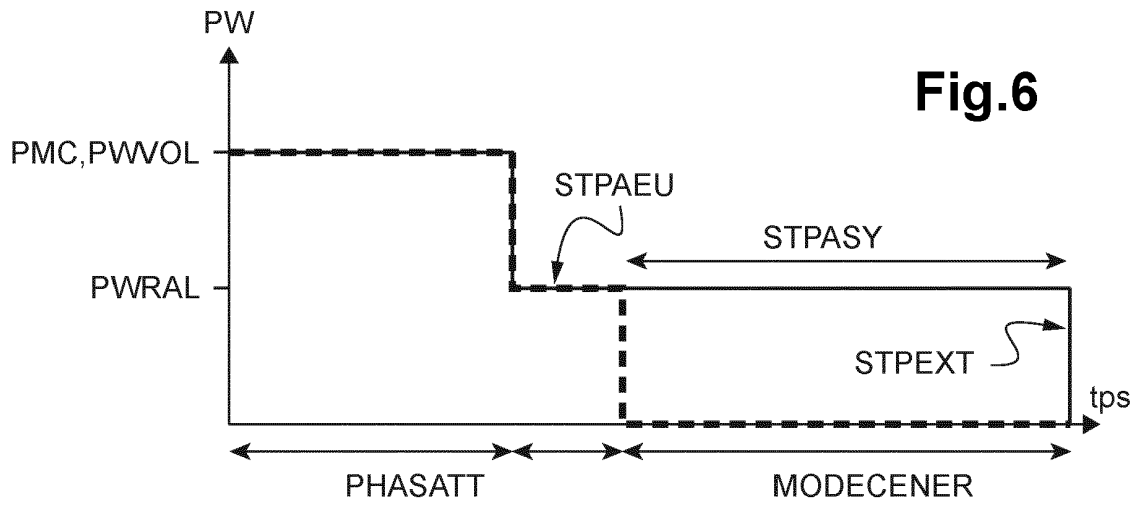 PW
Fig.6
PMC,PWVOL
STPAEU
STPASY
PWRAL
STPEXT
tps
PHASATT
MODECENER